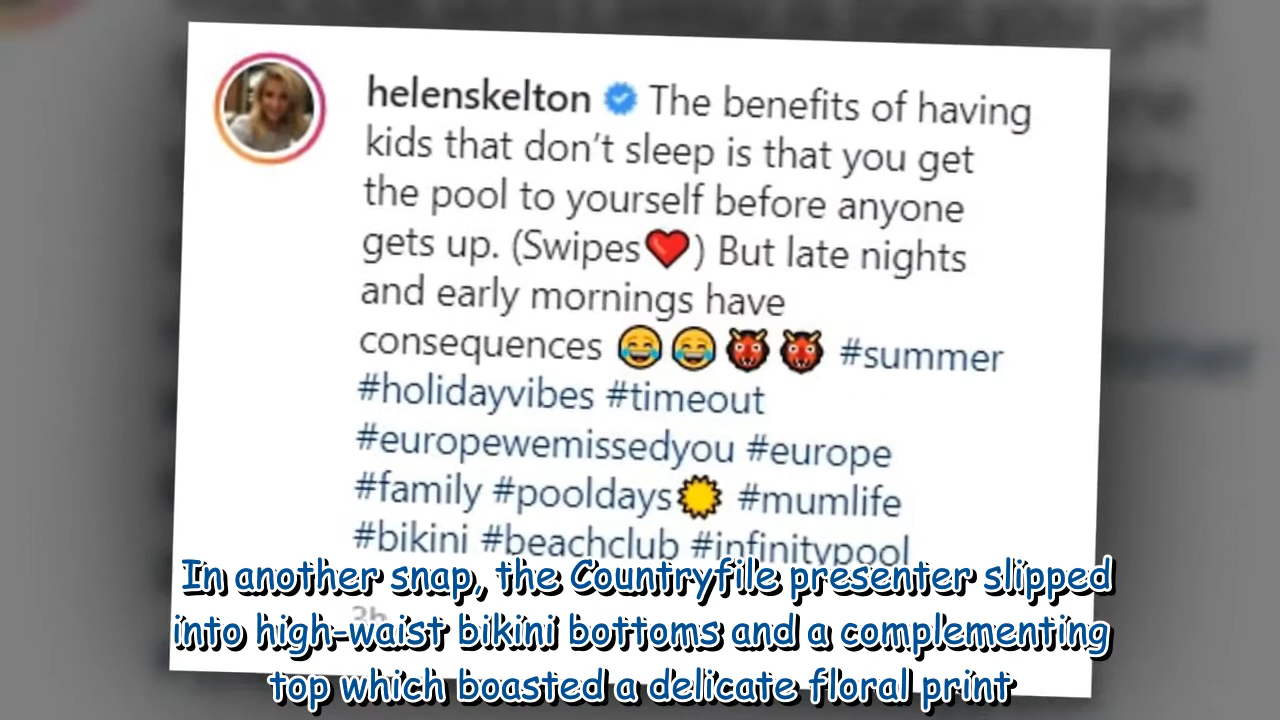 helenskelton The benefits of having
kids that don't sleep is that you get
the pool to yourself before anyone
gets up. (Swipes❤️) But late nights
and early mornings have
consequences 😂😂👹👹 #summer
#holidayvibes #timeout
#europewemissedyou #europe
#family #pooldays☀️ #mumlife
#bikini #beachclub #infinitypool
3h
In another snap, the Countryfile presenter slipped
into high-waist bikini bottoms and a complementing
top which boasted a delicate floral print